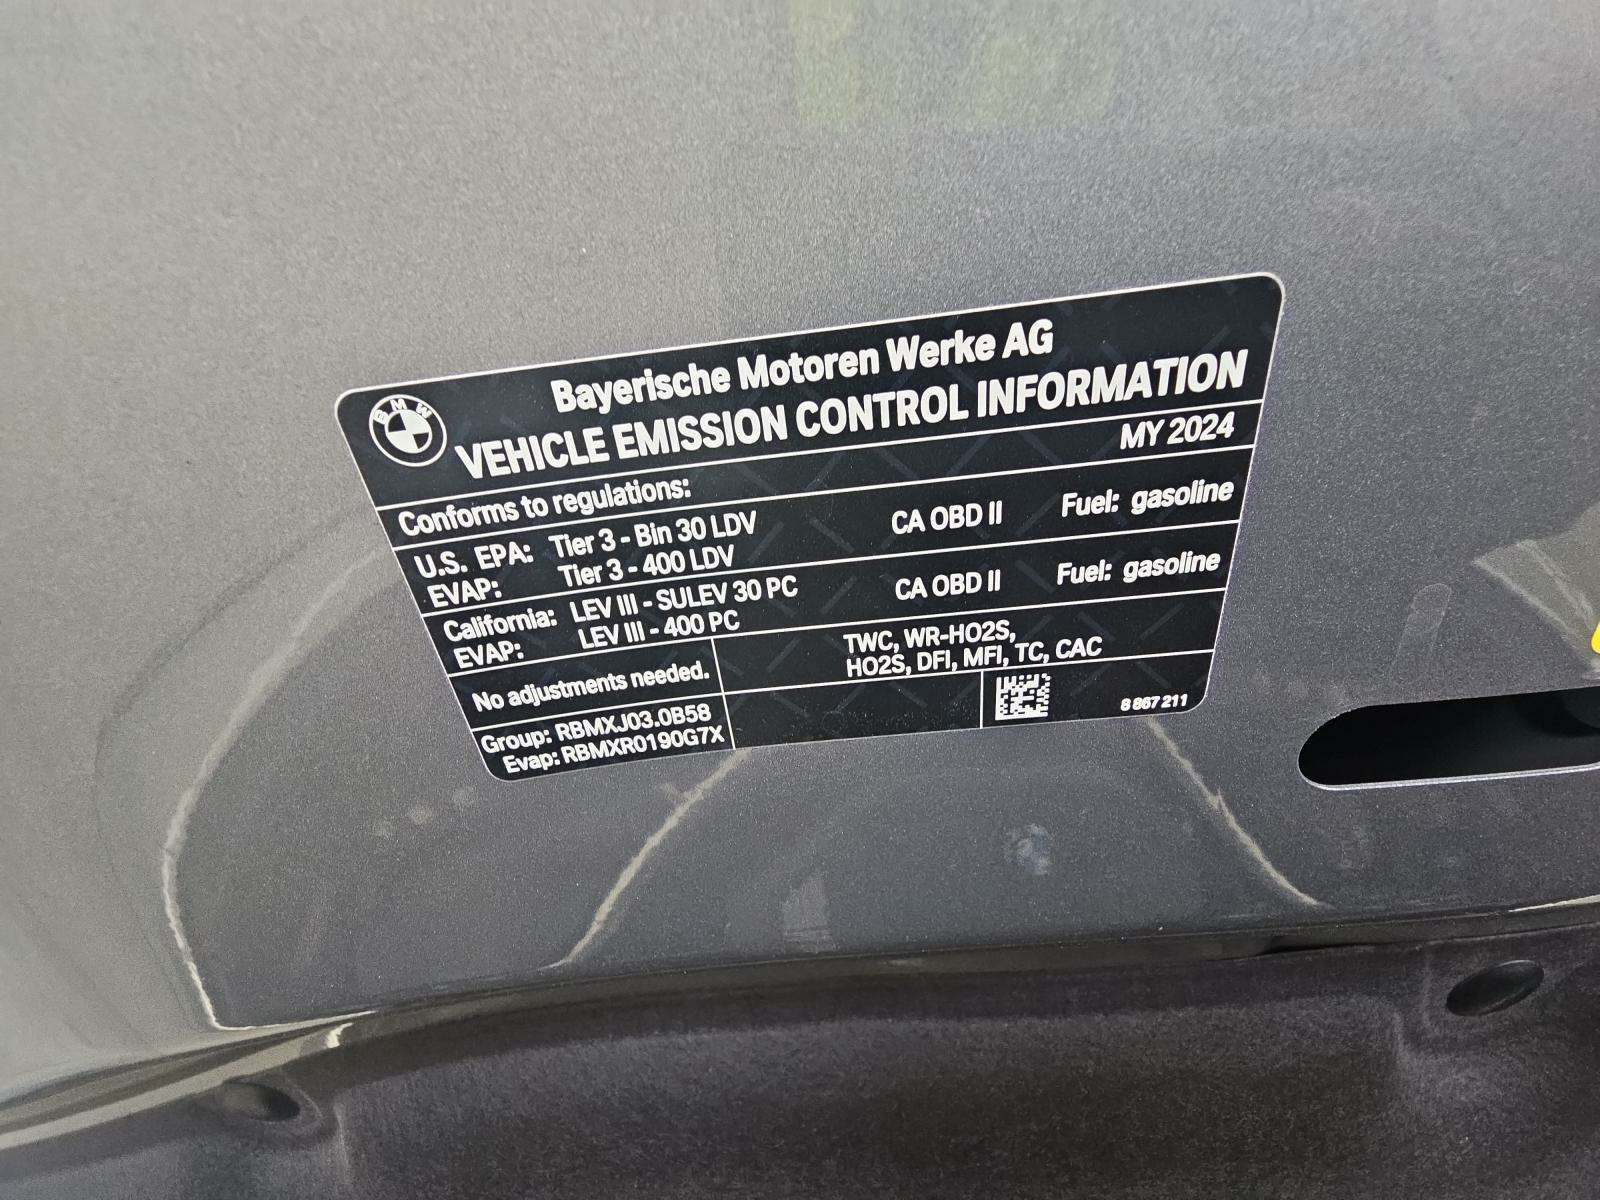 BMW
Bayerische Motoren Werke AG
VEHICLE EMISSION CONTROL INFORMATION
Conforms to regulations: MY 2024
U.S. EPA: Tier 3 - Bin 30 LDV CA OBD II Fuel: gasoline
EVAP: Tier 3 - 400 LDV
California: LEV III - SULEV 30 PC CA OBD II Fuel: gasoline
EVAP: LEV III - 400 PC
No adjustments needed.
TWC, WR-HO2S,
HO2S, DFI, MFI, TC, CAC
Group: RBMXJ03.0B58
Evap: RBMXR0190G7X
8 867 211